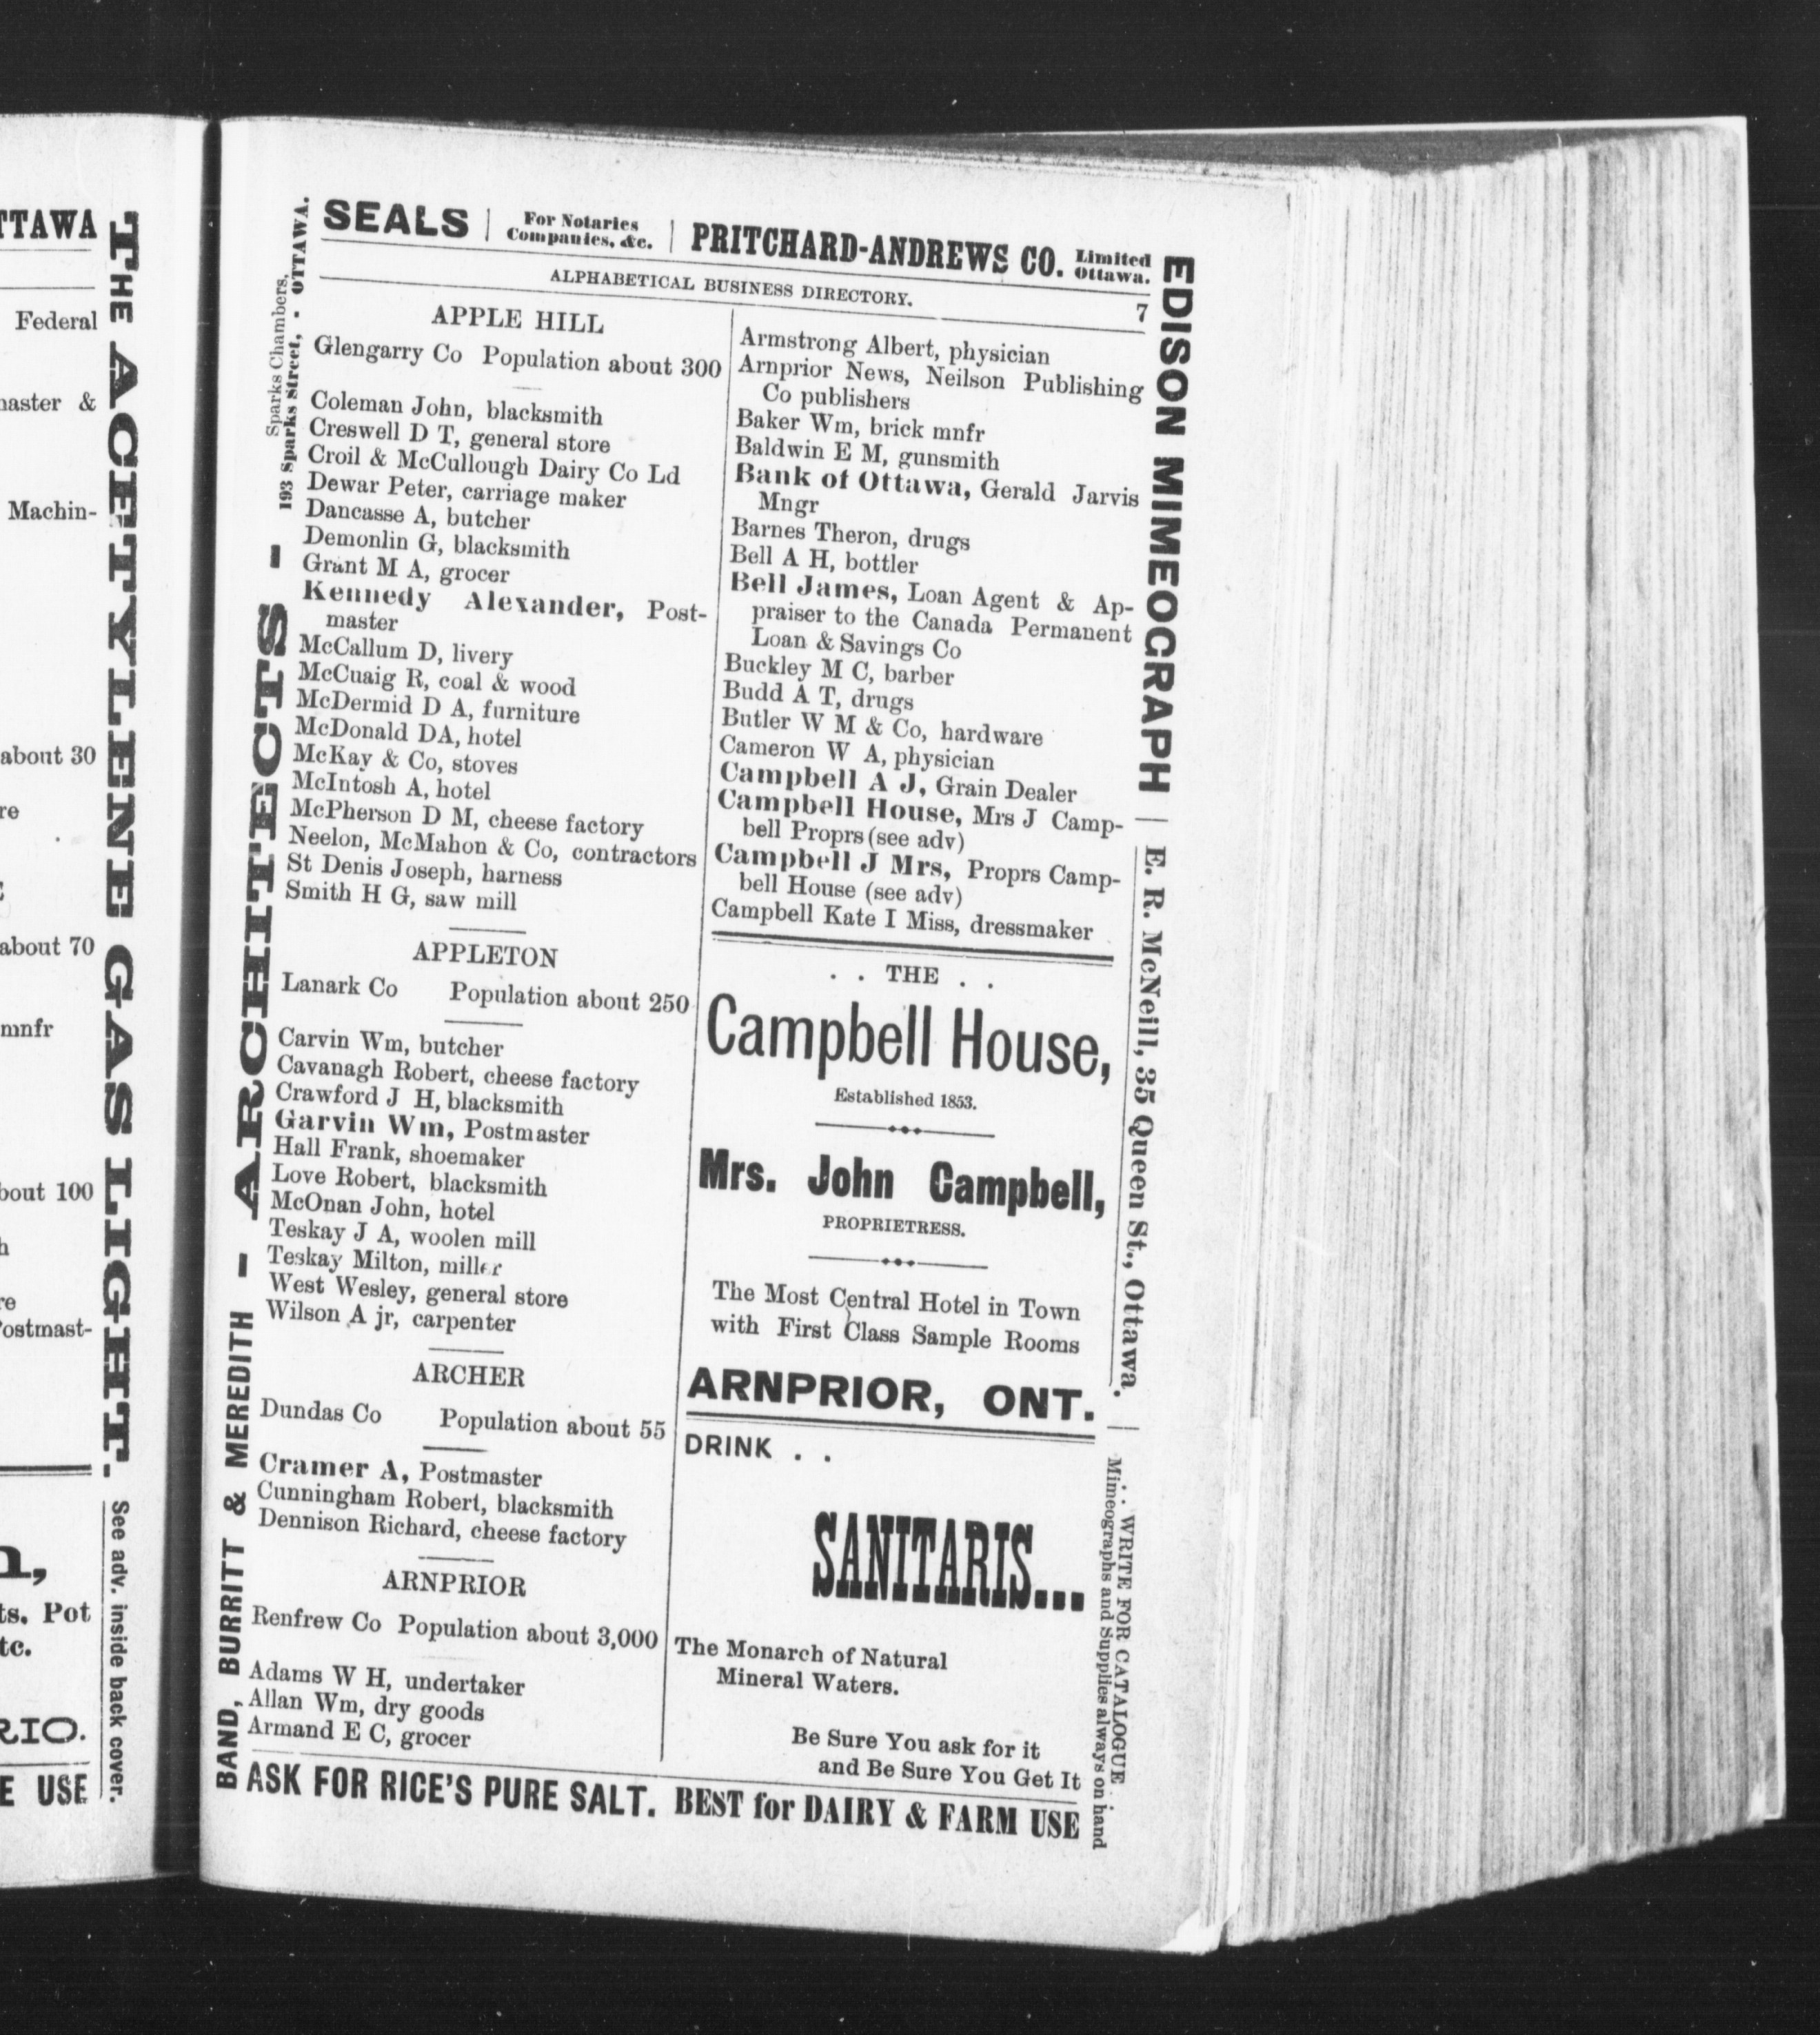 TTAWA
Federal
master &
Machin-
about 30
re
about 70
mnfr
bout 100
h
re
ostmast-
ts. Pot
tc.
RIO.
E USE
THE ACETYLENE GAS LIGHT.
See adv. inside back cover.
BAND, BURRITT & MEREDITH - ARCHITECTS -
Sparks Chambers,
193 Sparks Street, - OTTAWA.
SEALS | For Notaries Companies, &c. | PRITCHARD-ANDREWS CO. Limited Ottawa.
ALPHABETICAL BUSINESS DIRECTORY. 7
APPLE HILL
Glengarry Co Population about 300
Coleman John, blacksmith
Creswell D T, general store
Croil & McCullough Dairy Co Ld
Dewar Peter, carriage maker
Dancasse A, butcher
Demonlin G, blacksmith
Grant M A, grocer
Kennedy Alexander, Post-
master
McCallum D, livery
McCuaig R, coal & wood
McDermid D A, furniture
McDonald DA, hotel
McKay & Co, stoves
McIntosh A, hotel
McPherson D M, cheese factory
Neelon, McMahon & Co, contractors
St Denis Joseph, harness
Smith H G, saw mill
APPLETON
Lanark Co Population about 250
Carvin Wm, butcher
Cavanagh Robert, cheese factory
Crawford J H, blacksmith
Garvin Wm, Postmaster
Hall Frank, shoemaker
Love Robert, blacksmith
McOnan John, hotel
Teskay J A, woolen mill
Teskay Milton, miller
West Wesley, general store
Wilson A jr, carpenter
ARCHER
Dundas Co Population about 55
Cramer A, Postmaster
Cunningham Robert, blacksmith
Dennison Richard, cheese factory
ARNPRIOR
Renfrew Co Population about 3,000
Adams W H, undertaker
Allan Wm, dry goods
Armand E C, grocer
Armstrong Albert, physician
Arnprior News, Neilson Publishing
Co publishers
Baker Wm, brick mnfr
Baldwin E M, gunsmith
Bank of Ottawa, Gerald Jarvis
Mngr
Barnes Theron, drugs
Bell A H, bottler
Bell James, Loan Agent & Ap-
praiser to the Canada Permanent
Loan & Savings Co
Buckley M C, barber
Budd A T, drugs
Butler W M & Co, hardware
Cameron W A, physician
Campbell A J, Grain Dealer
Campbell House, Mrs J Camp-
bell Proprs (see adv)
Campbell J Mrs, Proprs Camp-
bell House (see adv)
Campbell Kate I Miss, dressmaker
. . THE . .
Campbell House,
Established 1853.
Mrs. John Campbell,
PROPRIETRESS.
The Most Central Hotel in Town
with First Class Sample Rooms
ARNPRIOR, ONT.
DRINK . .
SANITARIS...
The Monarch of Natural
Mineral Waters.
Be Sure You ask for it
and Be Sure You Get It
ASK FOR RICE'S PURE SALT. BEST for DAIRY & FARM USE
EDISON MIMEOGRAPH | E. R. McNeill, 35 Queen St., Ottawa. |
. . WRITE FOR CATALOGUE . .
Mimeographs and Supplies always on hand